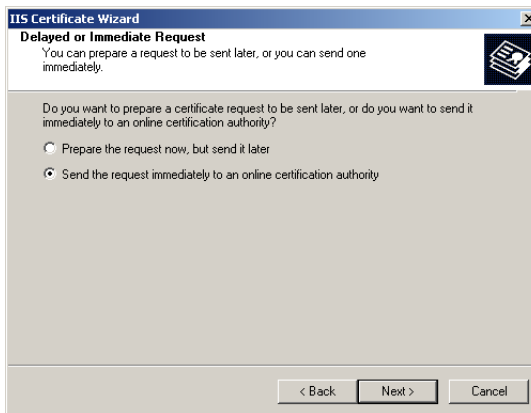 IIS Certificate Wizard
Delayed or Immediate Request
You can prepare a request to be sent later, or you can send one
immediately.
Do you want to prepare a certificate request to be sent later, or do you want to send it
immediately to an online certification authority?
Prepare the request now, but send it later
Send the request immediately to an online certification authority
< Back
Next >
Cancel